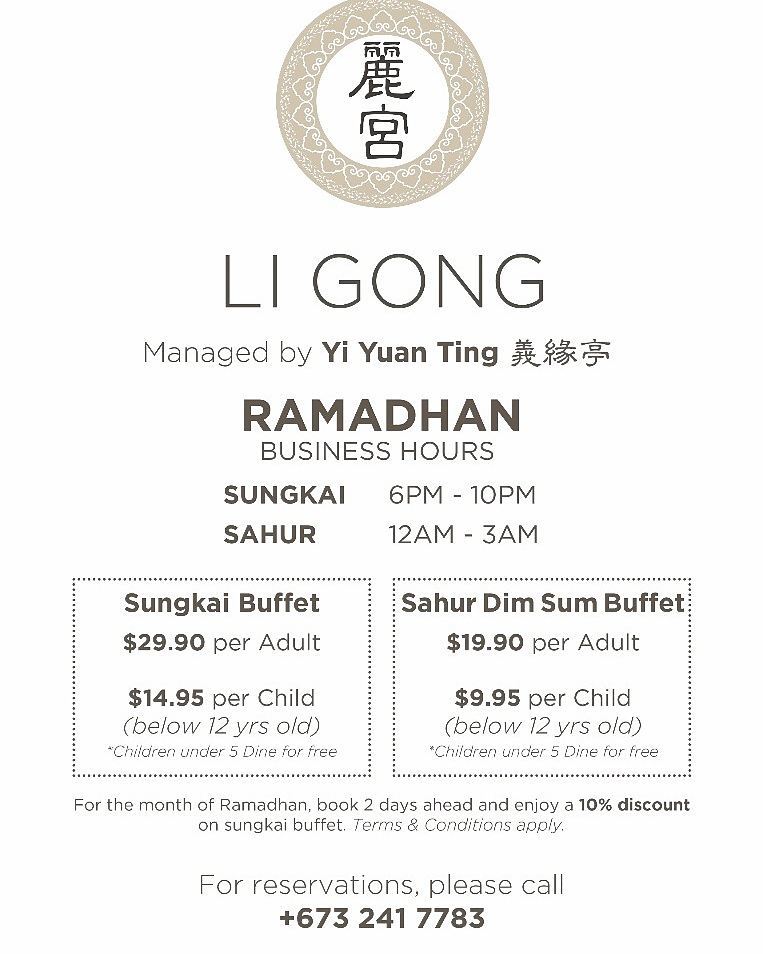 麗
宮
LI GONG
Managed by Yi Yuan Ting 義緣亭
RAMADHAN
BUSINESS HOURS
SUNGKAI 6PM - 10PM
SAHUR 12AM - 3AM
Sungkai Buffet
$29.90 per Adult
$14.95 per Child
(below 12 yrs old)
*Children under 5 Dine for free
Sahur Dim Sum Buffet
$19.90 per Adult
$9.95 per Child
(below 12 yrs old)
*Children under 5 Dine for free
For the month of Ramadhan, book 2 days ahead and enjoy a 10% discount
on sungkai buffet. Terms & Conditions apply.
For reservations, please call
+673 241 7783